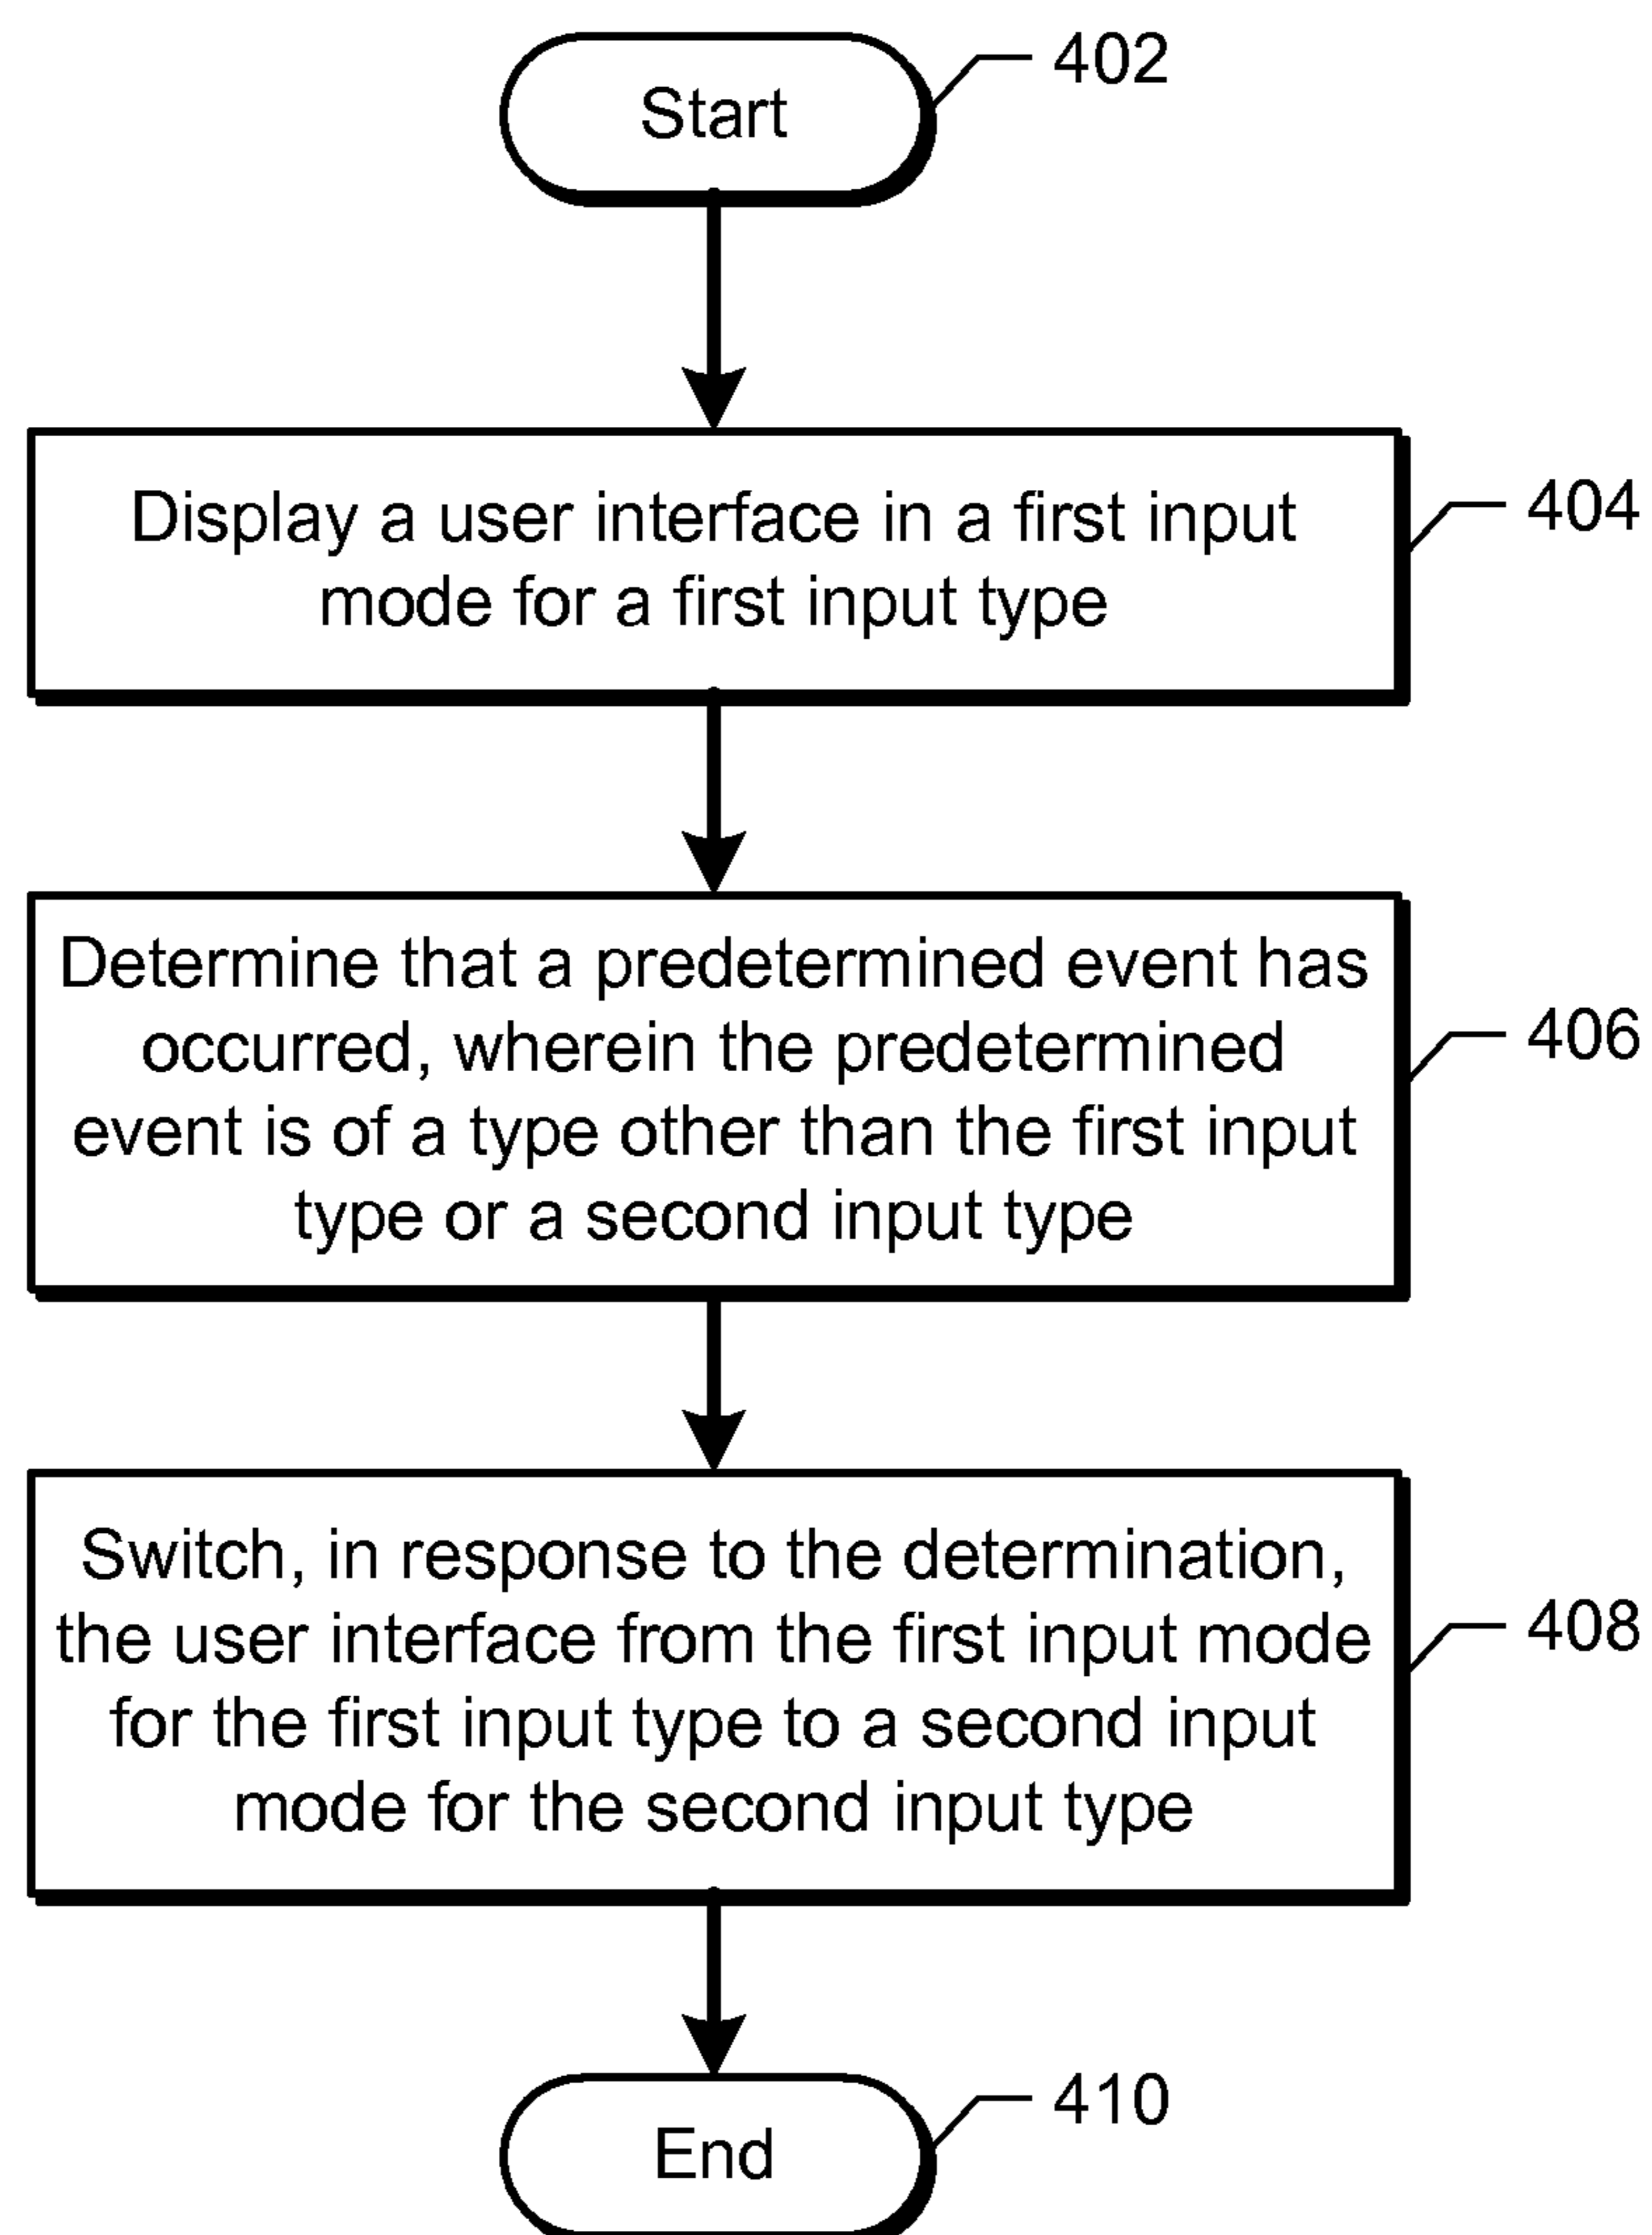 Start
402
Display a user interface in a first input
mode for a first input type
404
Determine that a predetermined event has
occurred, wherein the predetermined
event is of a type other than the first input
type or a second input type
406
Switch, in response to the determination,
the user interface from the first input mode
for the first input type to a second input
mode for the second input type
408
End
410